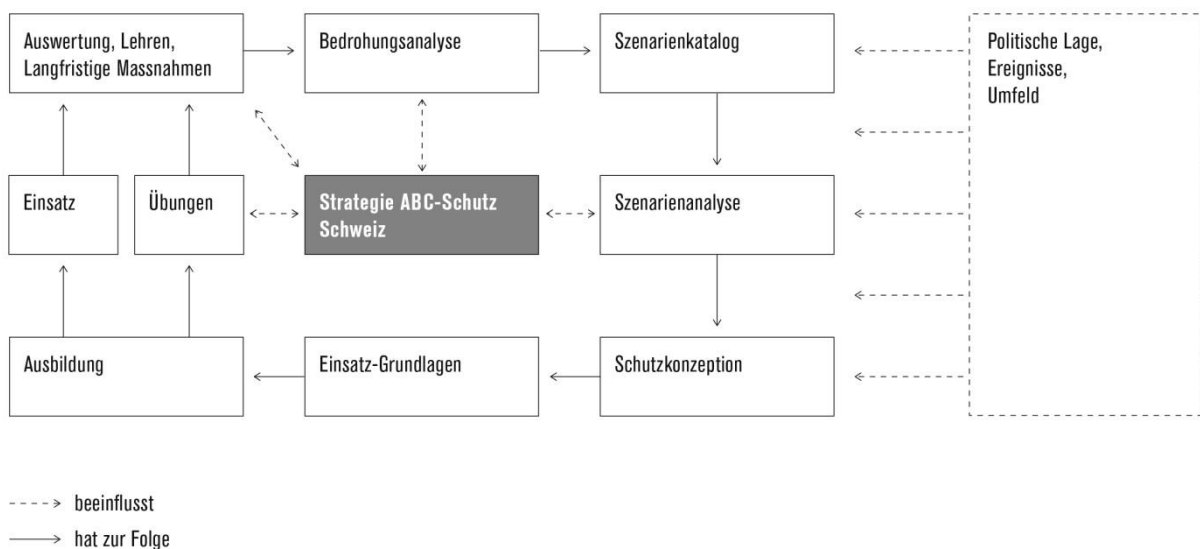 Auswertung, Lehren,
Langfristige Massnahmen
Bedrohungsanalyse
Szenarienkatalog
Politische Lage,
Ereignisse,
Umfeld
Einsatz
Übungen
Strategie ABC-Schutz
Schweiz
Szenarienanalyse
Ausbildung
Einsatz-Grundlagen
Schutzkonzeption
beeinflusst
hat zur Folge